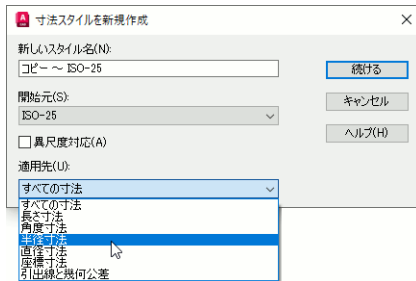 寸法スタイルを新規作成
新しいスタイル名(N):
コピー ～ ISO-25
続ける
開始元(S):
ISO-25
キャンセル
異尺度対応(A)
ヘルプ(H)
適用先(U):
すべての寸法
すべての寸法
長さ寸法
角度寸法
半径寸法
直径寸法
座標寸法
引出線と幾何公差